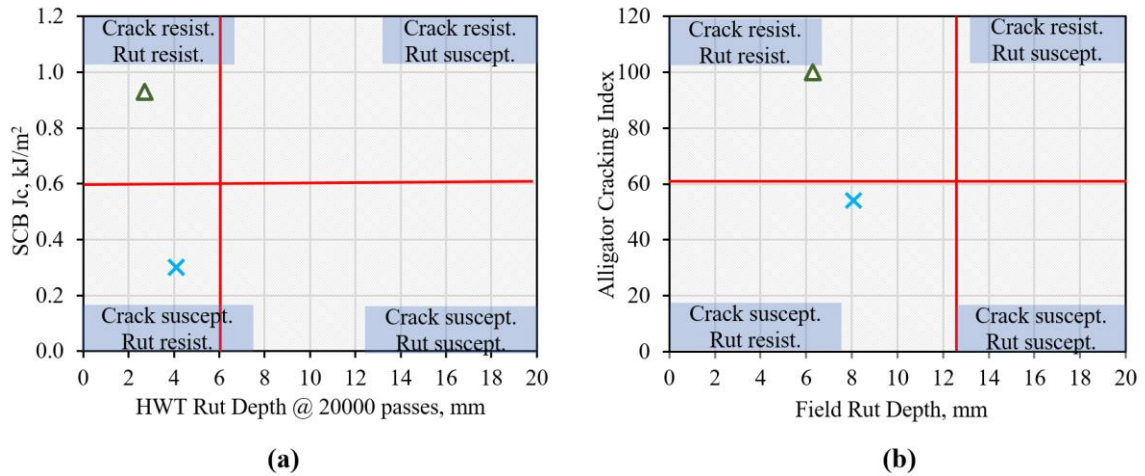 1.2
1.0
0.8
0.6
0.4
0.2
0.0
SCB Jc, kJ/m²
Crack resist.
Rut resist.
Crack resist.
Rut suscept.
Crack suscept.
Rut resist.
Crack suscept.
Rut suscept.
0 2 4 6 8 10 12 14 16 18 20
HWT Rut Depth @ 20000 passes, mm
(a)
120
100
80
60
40
20
0
Alligator Cracking Index
Crack resist.
Rut resist.
Crack resist.
Rut suscept.
Crack suscept.
Rut resist.
Crack suscept.
Rut suscept.
0 2 4 6 8 10 12 14 16 18 20
Field Rut Depth, mm
(b)